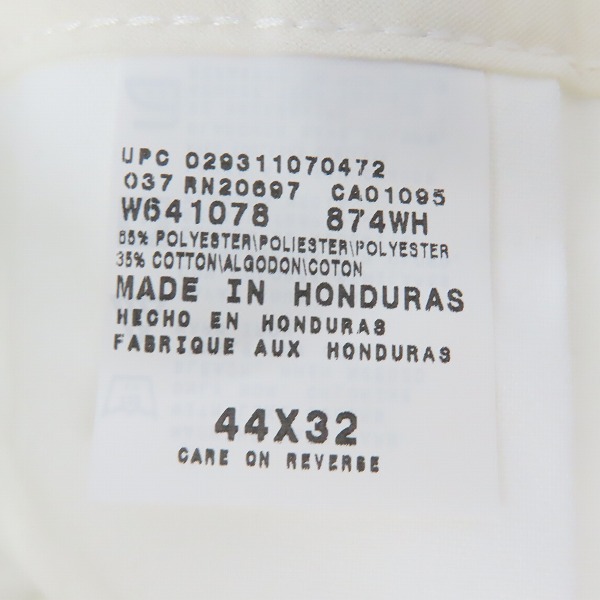 UPC 029311070472
037 RN20697 CA01095
W641078 874WH
65% POLYESTER\POLIESTER\POLYESTER
35% COTTON\ALGODON\COTON
MADE IN HONDURAS
HECHO EN HONDURAS
FABRIQUE AUX HONDURAS
44X32
CARE ON REVERSE